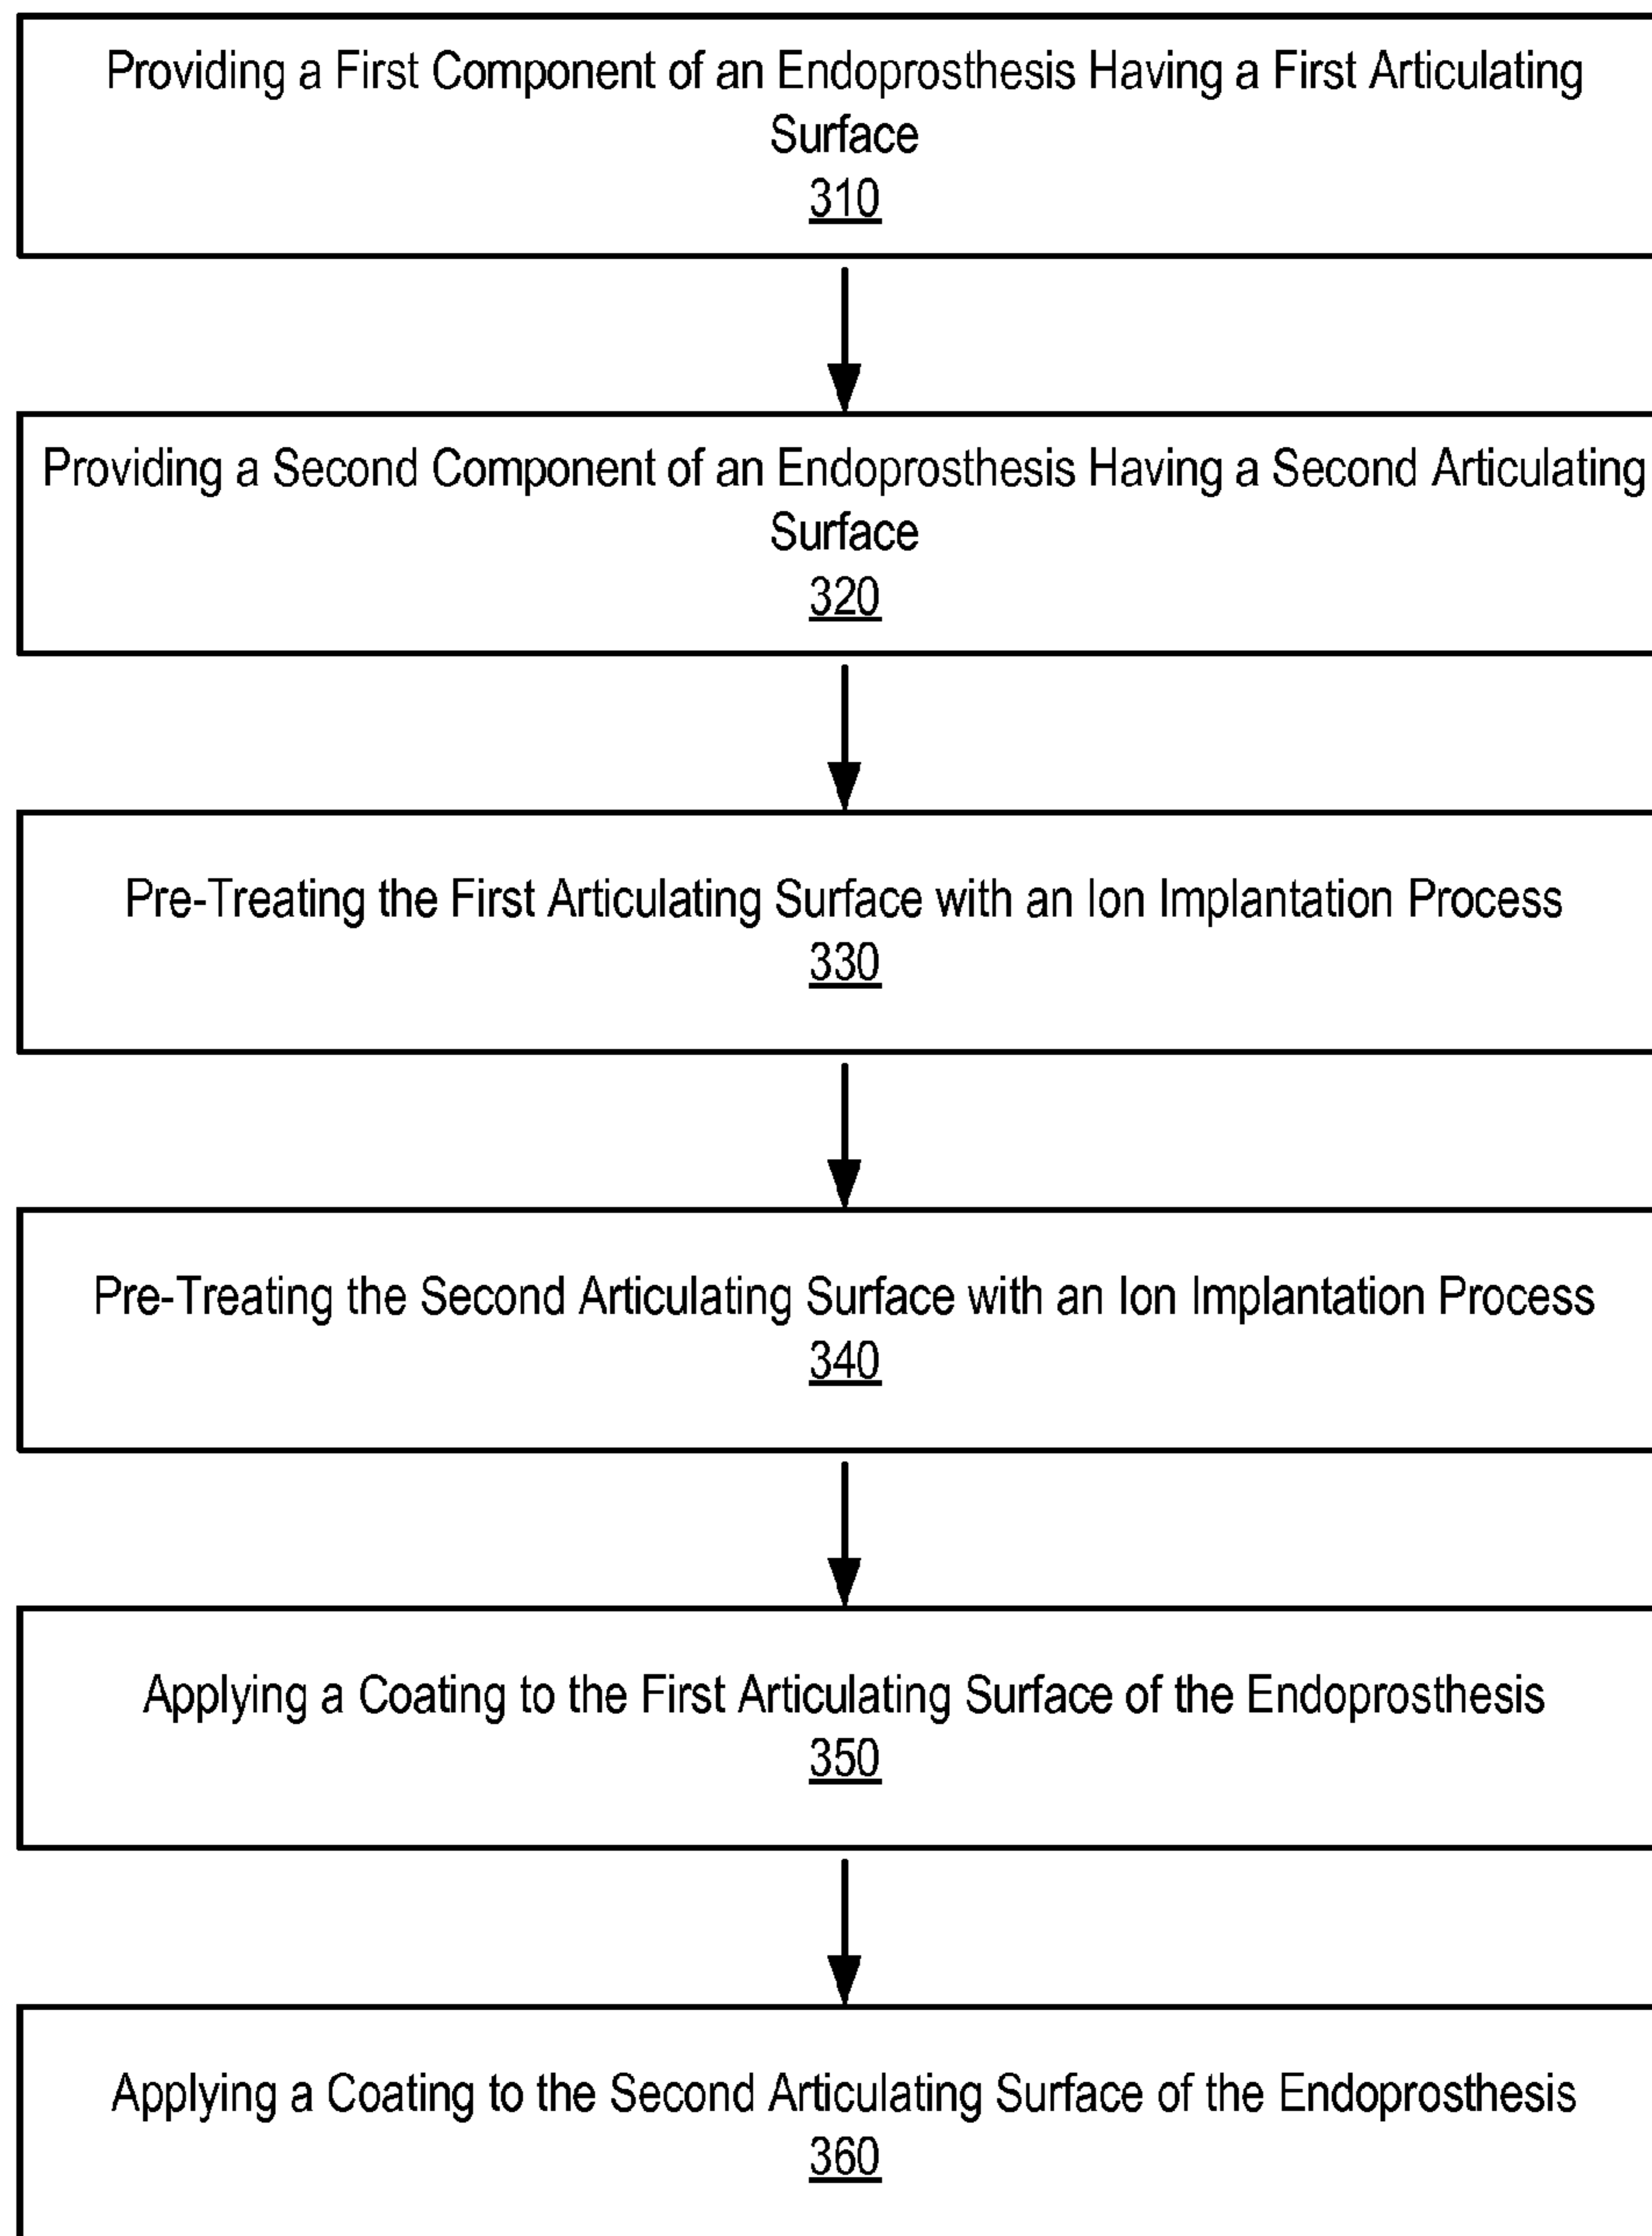 Providing a First Component of an Endoprosthesis Having a First Articulating
Surface
310
Providing a Second Component of an Endoprosthesis Having a Second Articulating
Surface
320
Pre-Treating the First Articulating Surface with an Ion Implantation Process
330
Pre-Treating the Second Articulating Surface with an Ion Implantation Process
340
Applying a Coating to the First Articulating Surface of the Endoprosthesis
350
Applying a Coating to the Second Articulating Surface of the Endoprosthesis
360